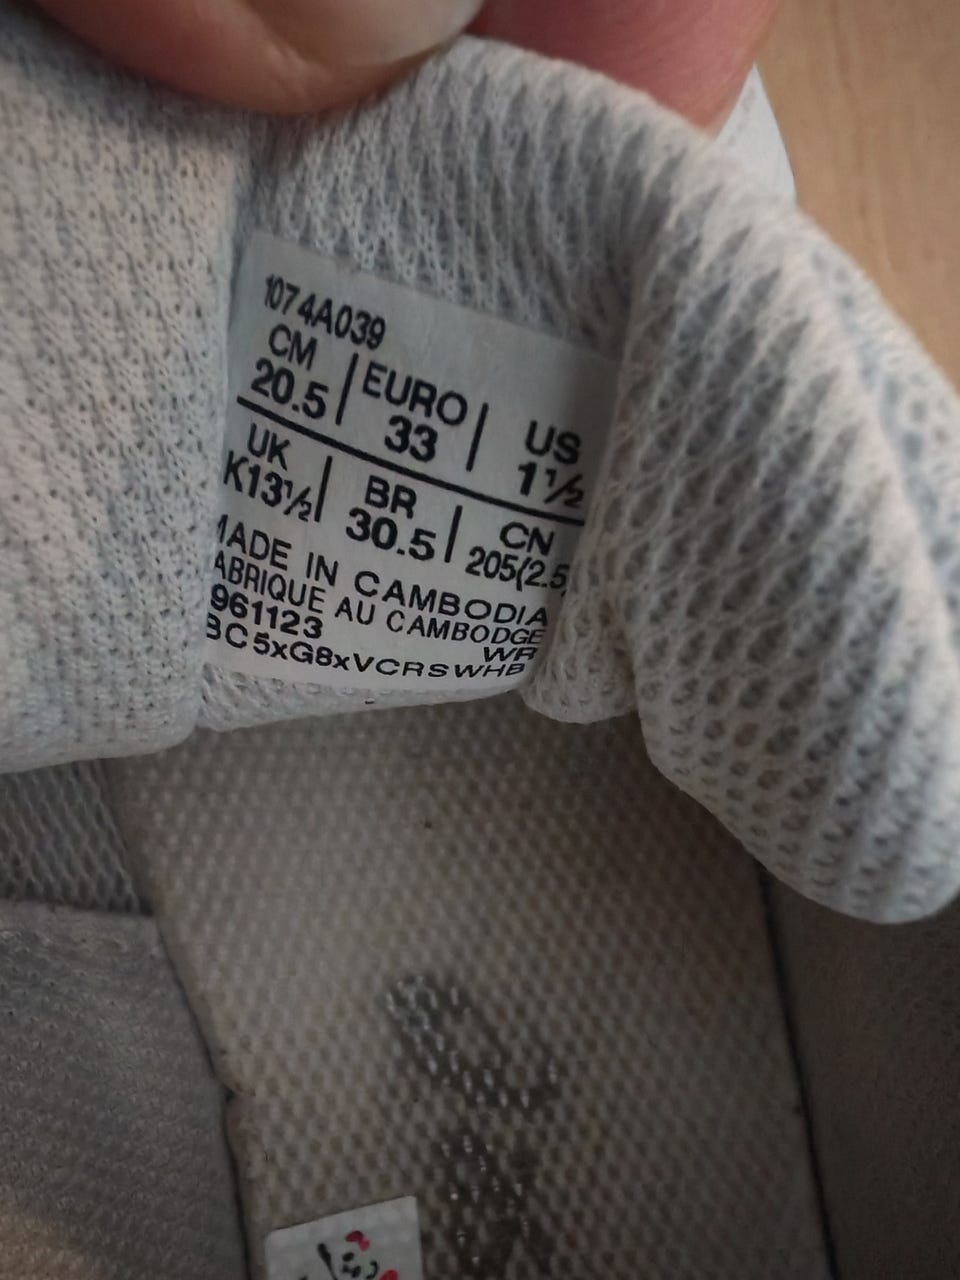 1074A039
CM | EURO | US
20.5 | 33 | 1½
UK | BR | CN
K13½ | 30.5 | 205(2.5
MADE IN CAMBODIA
ABRIQUE AU CAMBODGE
961123 WR
BC5xG8xVCRSWHB